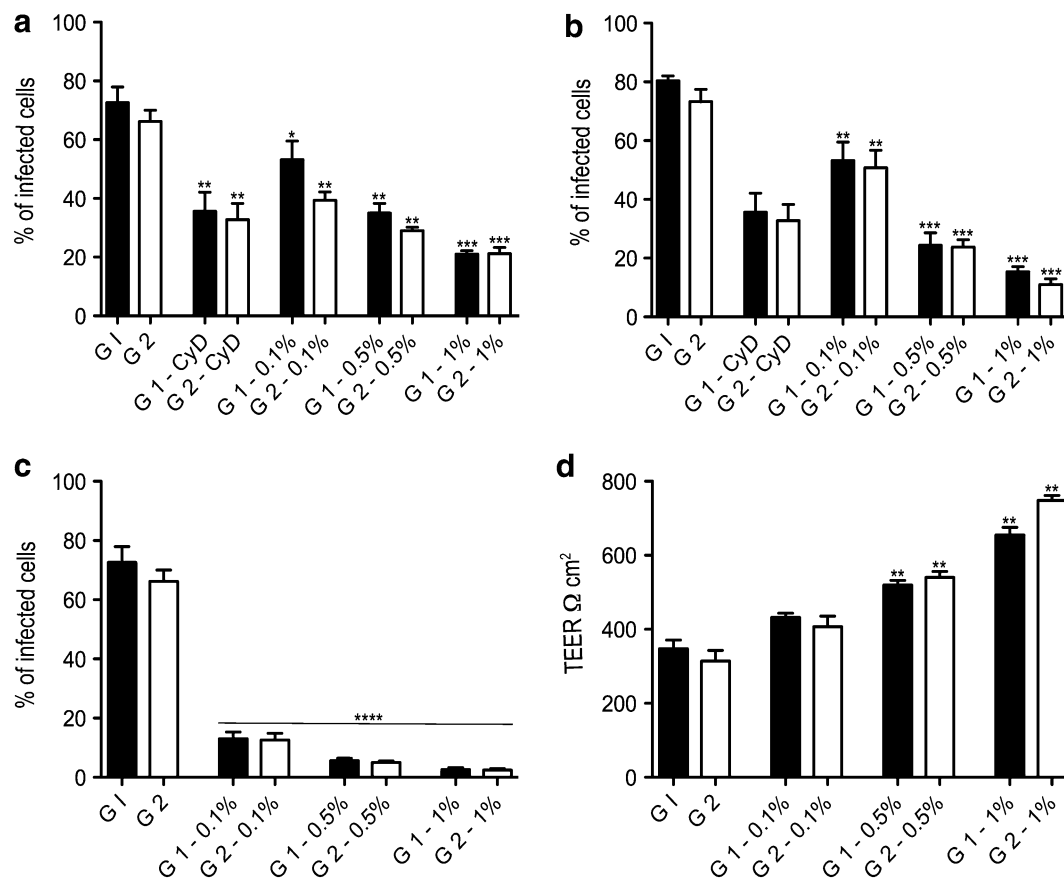 a
% of infected cells
100
80
60
40
20
0
**
**
*
**
**
**
***
***
G I
G 2
G 1 - CyD
G 2 - CyD
G 1 - 0.1%
G 2 - 0.1%
G 1 - 0.5%
G 2 - 0.5%
G 1 - 1%
G 2 - 1%
b
% of infected cells
100
80
60
40
20
0
**
**
***
***
***
***
G I
G 2
G 1 - CyD
G 2 - CyD
G 1 - 0.1%
G 2 - 0.1%
G 1 - 0.5%
G 2 - 0.5%
G 1 - 1%
G 2 - 1%
c
% of infected cells
100
80
60
40
20
0
****
G I
G 2
G 1 - 0.1%
G 2 - 0.1%
G 1 - 0.5%
G 2 - 0.5%
G 1 - 1%
G 2 - 1%
d
TEER Ω cm²
800
600
400
200
0
**
**
**
**
G I
G 2
G 1 - 0.1%
G 2 - 0.1%
G 1 - 0.5%
G 2 - 0.5%
G 1 - 1%
G 2 - 1%